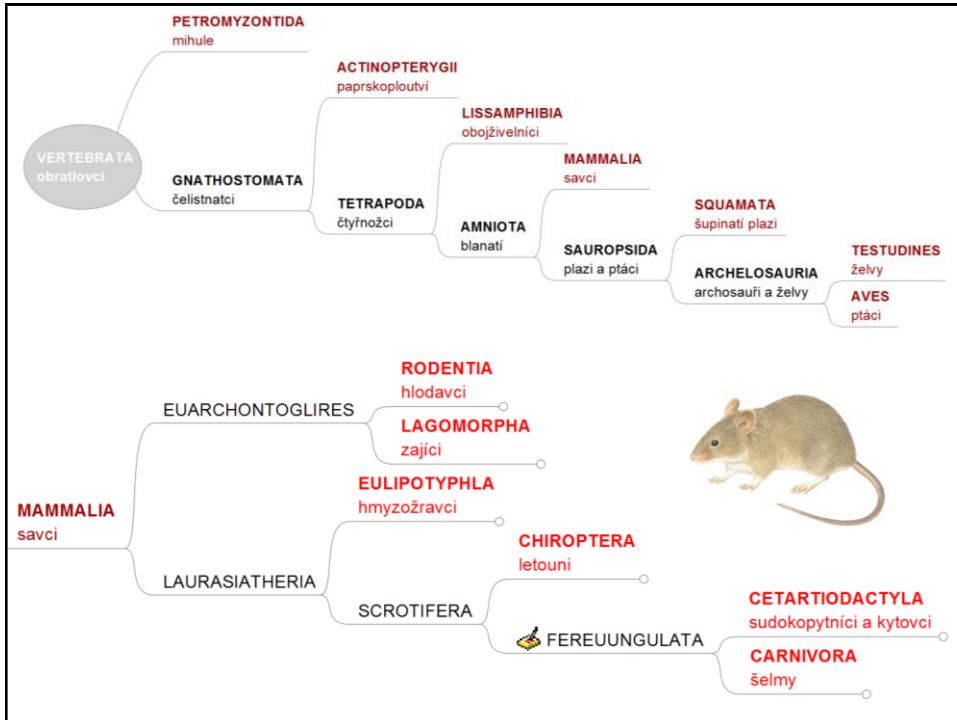 PETROMYZONTIDA
mihule
ACTINOPTERYGII
paprskoploutví
LISSAMPHIBIA
obojživelníci
VERTEBRATA
obratlovci
MAMMALIA
savci
GNATHOSTOMATA
čelistnatci
TETRAPODA
čtyřnožci
SQUAMATA
šupinatí plazi
AMNIOTA
blanatí
SAUROPSIDA
plazi a ptáci
TESTUDINES
želvy
ARCHELOSAURIA
archosauři a želvy
AVES
ptáci
RODENTIA
hlodavci
EUARCHONTOGLIRES
LAGOMORPHA
zajíci
EULIPOTYPHLA
hmyzožravci
MAMMALIA
savci
CHIROPTERA
letouni
LAURASIATHERIA
SCROTIFERA
CETARTIODACTYLA
sudokopytníci a kytovci
FEREUUNGULATA
CARNIVORA
šelmy